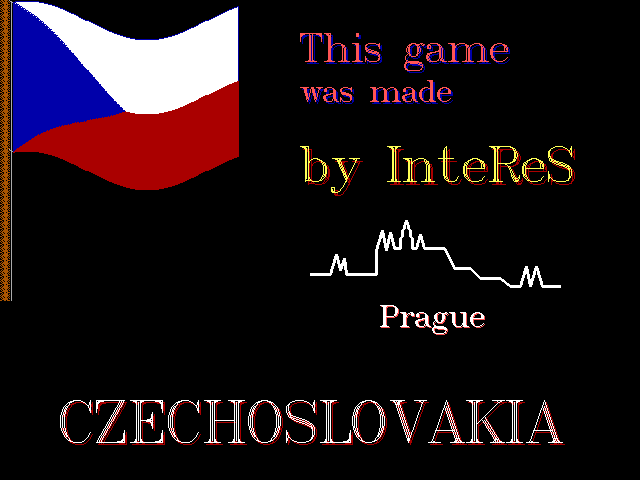 This game
was made
by InteReS
Prague
CZECHOSLOVAKIA